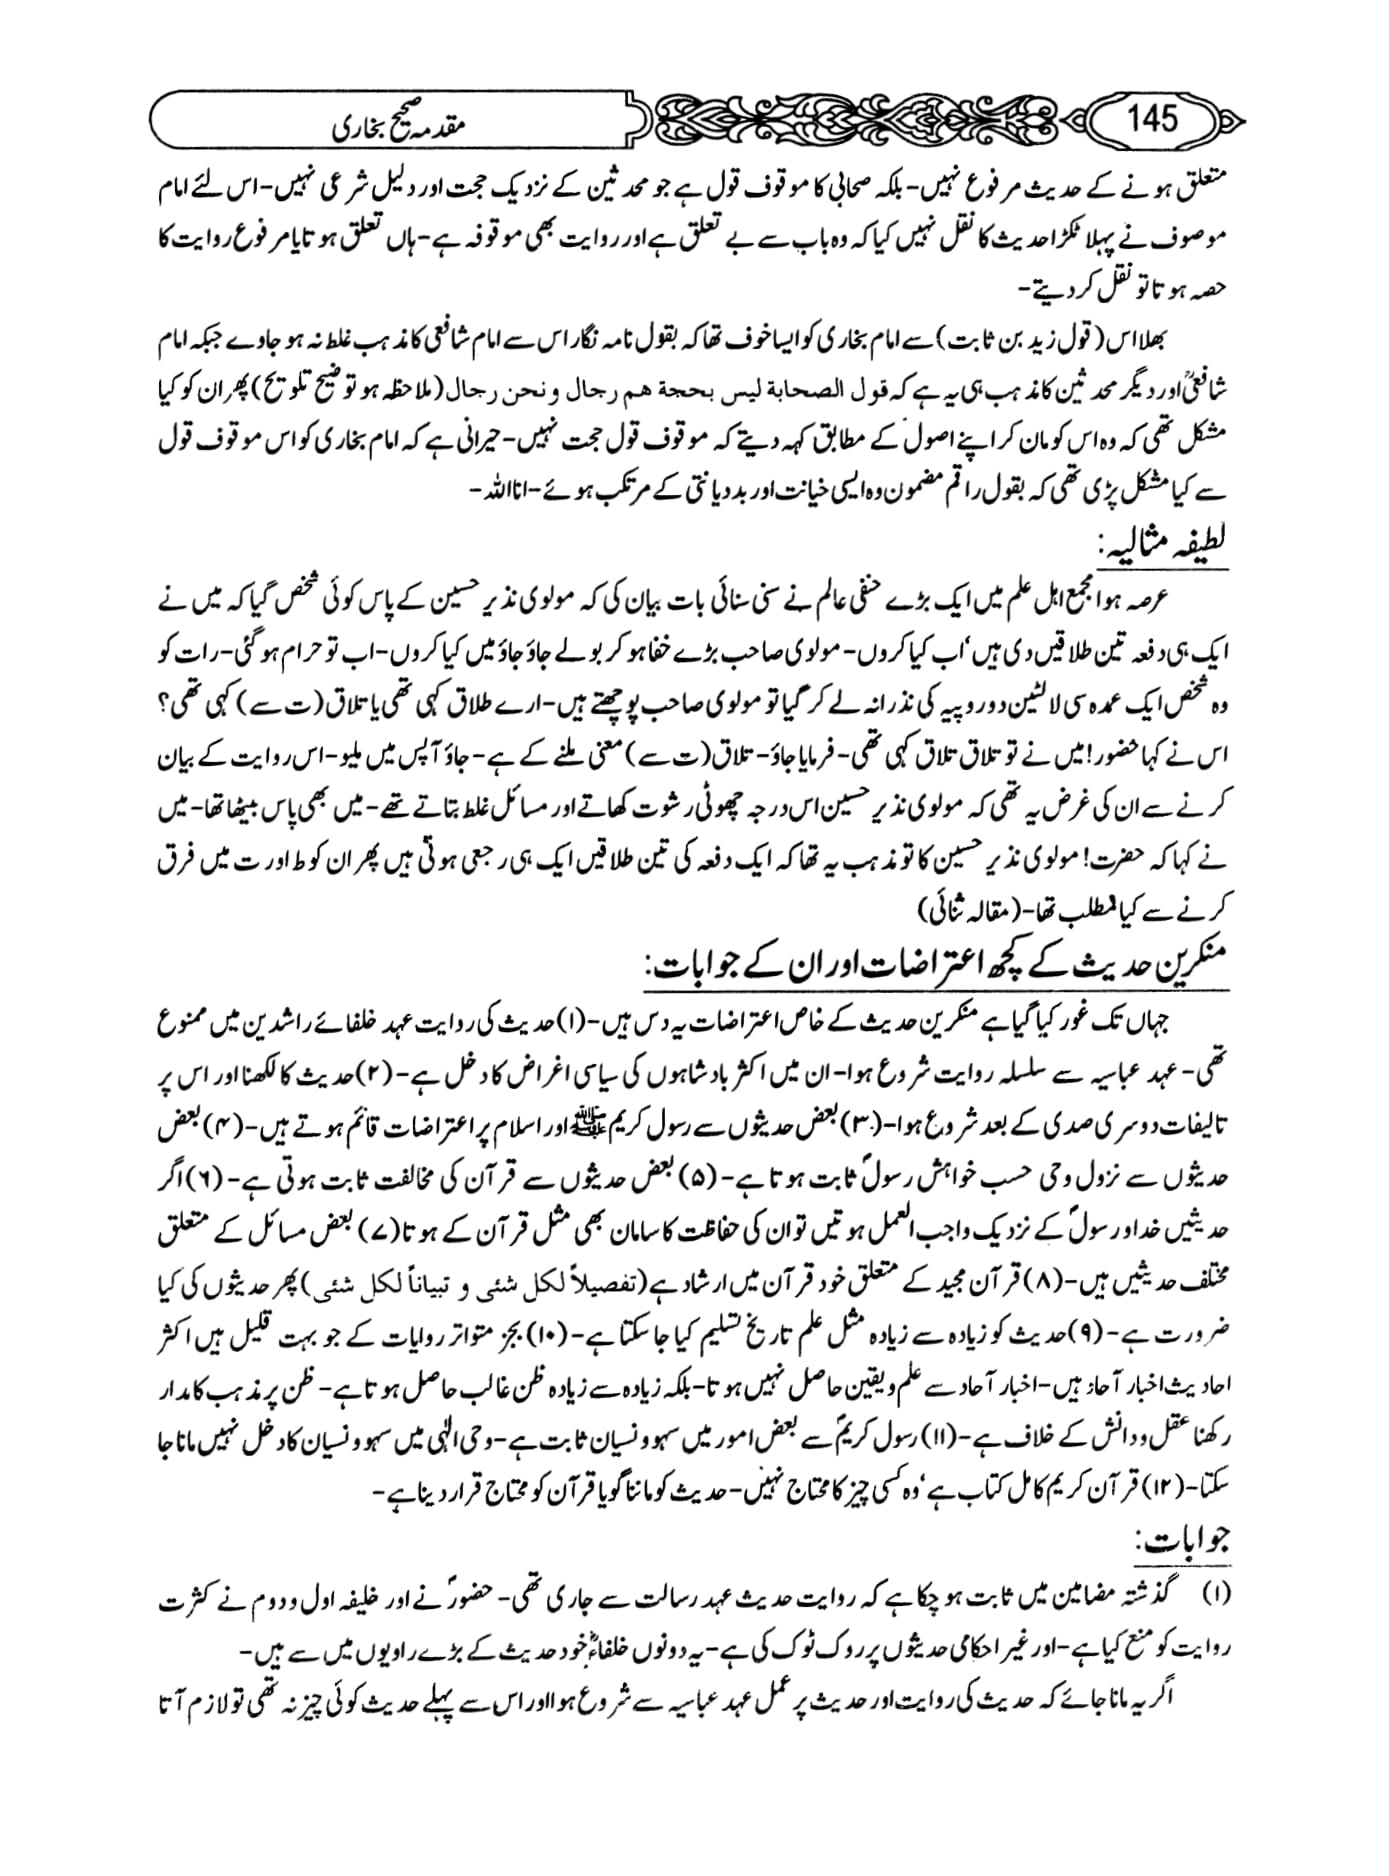 145
مقدمہ صحیح بخاری
متعلق ہونے کے حدیث مرفوع نہیں- بلکہ صحابی کا موقوف قول ہے جو محدثین کے نزدیک حجت اور دلیل شرعی نہیں- اس لئے امام
موصوف نے پہلا ٹکڑا حدیث کا نقل نہیں کیا کہ وہ باب سے بے تعلق ہے اور روایت بھی موقوفہ ہے- ہاں تعلق ہوتا یا مرفوع روایت کا
حصہ ہوتا تو نقل کر دیتے-
بھلا اس (قول زید بن ثابت) سے امام بخاری کو ایسا خوف تھا کہ بقول نامہ نگار اس سے امام شافعی کا مذہب غلط نہ ہو جاوے جبکہ امام
شافعیؒ اور دیگر محدثین کا مذہب ہی یہ ہے کہ قول الصحابة ليس بحجة هم رجال و نحن رجال (ملاحظہ ہو توضیح تلویح) پھر ان کو کیا
مشکل تھی کہ وہ اس کو مان کر اپنے اصول کے مطابق کہہ دیتے کہ موقوف قول حجت نہیں- حیرانی ہے کہ امام بخاری کو اس موقوف قول
سے کیا مشکل پڑی تھی کہ بقول راقم مضمون وہ ایسی خیانت اور بددیانتی کے مرتکب ہوئے- انا اللہ-
لطیفہ مثالیہ:
عرصہ ہوا مجمع اہل علم میں ایک بڑے حنفی عالم نے سنی سنائی بات بیان کی کہ مولوی نذیر حسین کے پاس کوئی شخص گیا کہ میں نے
ایک ہی دفعہ تین طلاقیں دی ہیں، اب کیا کروں- مولوی صاحب بڑے خفا ہو کر بولے جاؤ جاؤ میں کیا کروں- اب تو حرام ہو گئی- رات کو
وہ شخص ایک عمدہ سی لالٹین دو روپیہ کی نذرانہ لے کر گیا تو مولوی صاحب پوچھتے ہیں- ارے طلاق کہی تھی یا تلاق (ت سے) کہی تھی؟
اس نے کہا حضور! میں نے تو تلاق تلاق کہی تھی- فرمایا جاؤ- تلاق (ت سے) معنی ملنے کے ہے- جاؤ آپس میں ملیو- اس روایت کے بیان
کرنے سے ان کی غرض یہ تھی کہ مولوی نذیر حسین اس درجہ چھوٹی رشوت کھاتے اور مسائل غلط بتاتے تھے- میں بھی پاس بیٹھا تھا- میں
نے کہا کہ حضرت! مولوی نذیر حسین کا تو مذہب یہ تھا کہ ایک دفعہ کی تین طلاقیں ایک ہی رجعی ہوتی ہیں پھر ان کو ط اور ت میں فرق
کرنے سے کیا مطلب تھا- (مقالہ ثنائی)
منکرین حدیث کے کچھ اعتراضات اور ان کے جوابات:
جہاں تک غور کیا گیا ہے منکرین حدیث کے خاص اعتراضات یہ دس ہیں- (۱) حدیث کی روایت عہد خلفائے راشدین میں ممنوع
تھی- عہد عباسیہ سے سلسلہ روایت شروع ہوا- ان میں اکثر بادشاہوں کی سیاسی اغراض کا دخل ہے- (۲) حدیث کا لکھنا اور اس پر
تالیفات دوسری صدی کے بعد شروع ہوا- (۳) بعض حدیثوں سے رسول کریم ﷺ اور اسلام پر اعتراضات قائم ہوتے ہیں- (۴) بعض
حدیثوں سے نزول وحی حسب خواہش رسولؐ ثابت ہوتا ہے- (۵) بعض حدیثوں سے قرآن کی مخالفت ثابت ہوتی ہے- (۶) اگر
حدیثیں خدا اور رسولؐ کے نزدیک واجب العمل ہوتیں تو ان کی حفاظت کا سامان بھی مثل قرآن کے ہوتا (۷) بعض مسائل کے متعلق
مختلف حدیثیں ہیں- (۸) قرآن مجید کے متعلق خود قرآن میں ارشاد ہے (تفصيلاً لكل شئى و تبياناً لكل شئى) پھر حدیثوں کی کیا
ضرورت ہے- (۹) حدیث کو زیادہ سے زیادہ مثل علم تاریخ تسلیم کیا جا سکتا ہے- (۱۰) بجز متواتر روایات کے جو بہت قلیل ہیں اکثر
احادیث اخبار آحاد ہیں- اخبار آحاد سے علم و یقین حاصل نہیں ہوتا- بلکہ زیادہ سے زیادہ ظن غالب حاصل ہوتا ہے- ظن پر مذہب کا مدار
رکھنا عقل و دانش کے خلاف ہے- (۱۱) رسول کریمؐ سے بعض امور میں سہو و نسیان ثابت ہے- وحی الٰہی میں سہو و نسیان کا دخل نہیں مانا جا
سکتا- (۱۲) قرآن کریم کامل کتاب ہے، وہ کسی چیز کا محتاج نہیں- حدیث کو ماننا گویا قرآن کو محتاج قرار دینا ہے-
جوابات:
(۱) گذشتہ مضامین میں ثابت ہو چکا ہے کہ روایت حدیث عہد رسالت سے جاری تھی- حضورؐ نے اور خلیفہ اول و دوم نے کثرت
روایت کو منع کیا ہے- اور غیر احکامی حدیثوں پر روک ٹوک کی ہے- یہ دونوں خلفاءؓ خود حدیث کے بڑے راویوں میں سے ہیں-
اگر یہ مانا جائے کہ حدیث کی روایت اور حدیث پر عمل عہد عباسیہ سے شروع ہوا اور اس سے پہلے حدیث کوئی چیز نہ تھی تو لازم آتا